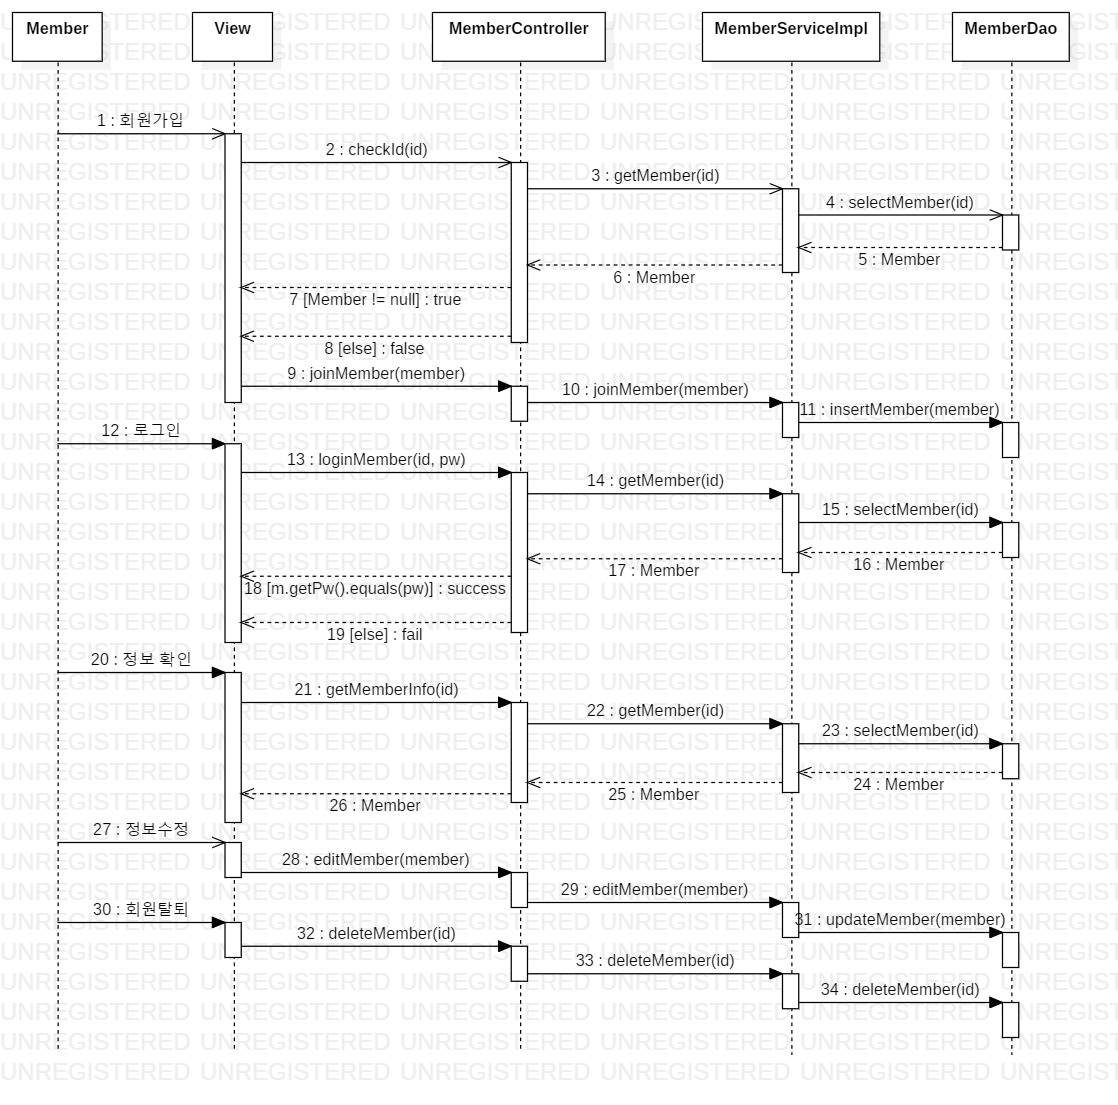 Member
View
MemberController
MemberServiceImpl
MemberDao
1 : 회원가입
2 : checkId(id)
3 : getMember(id)
4 : selectMember(id)
5 : Member
6 : Member
7 [Member != null] : true
8 [else] : false
9 : joinMember(member)
10 : joinMember(member)
11 : insertMember(member)
12 : 로그인
13 : loginMember(id, pw)
14 : getMember(id)
15 : selectMember(id)
16 : Member
17 : Member
18 [m.getPw().equals(pw)] : success
19 [else] : fail
20 : 정보 확인
21 : getMemberInfo(id)
22 : getMember(id)
23 : selectMember(id)
24 : Member
25 : Member
26 : Member
27 : 정보수정
28 : editMember(member)
29 : editMember(member)
30 : 회원탈퇴
31 : updateMember(member)
32 : deleteMember(id)
33 : deleteMember(id)
34 : deleteMember(id)
UNREGISTERED